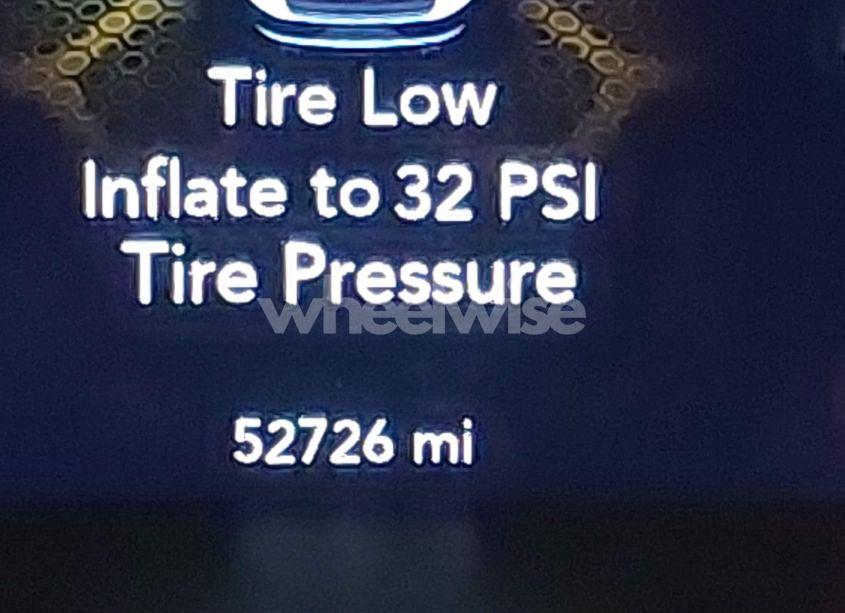 Tire Low
Inflate to 32 PSI
Tire Pressure
wheelwise
52726 mi